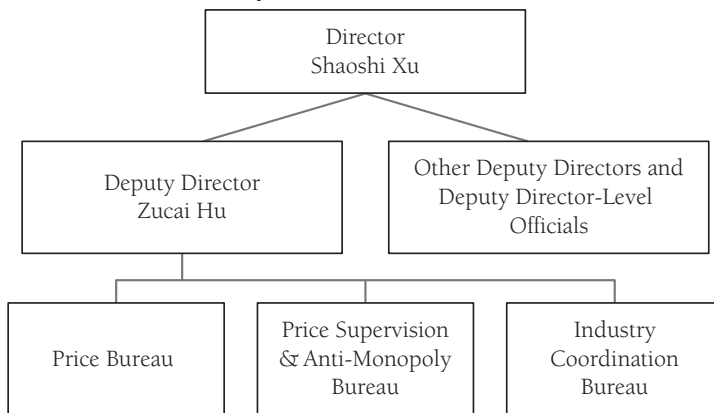 Director
Shaoshi Xu
Deputy Director
Zucai Hu
Other Deputy Directors and
Deputy Director-Level
Officials
Price Bureau
Price Supervision
& Anti-Monopoly
Bureau
Industry
Coordination
Bureau